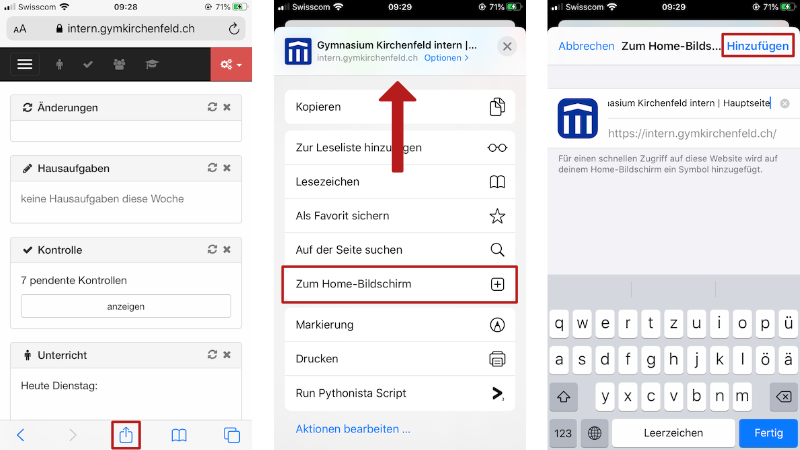 Swisscom
09:28
71%
AA
intern.gymkirchenfeld.ch
Änderungen
Hausaufgaben
keine Hausaufgaben diese Woche
Kontrolle
7 pendente Kontrollen
anzeigen
Unterricht
Heute Dienstag:
Swisscom
09:29
71%
Gymnasium Kirchenfeld intern |...
intern.gymkirchenfeld.ch Optionen >
Kopieren
Zur Leseliste hinzufügen
Lesezeichen
Als Favorit sichern
Auf der Seite suchen
Zum Home-Bildschirm
Markierung
Drucken
Run Pythonista Script
Aktionen bearbeiten ...
Swisscom
09:29
71%
Abbrechen Zum Home-Bilds... Hinzufügen
nasium Kirchenfeld intern | Hauptseite
https://intern.gymkirchenfeld.ch/
Für einen schnellen Zugriff auf diese Website wird auf
deinem Home-Bildschirm ein Symbol hinzugefügt.
q w e r t z u i o p ü
a s d f g h j k l ö ä
y x c v b n m
123 Leerzeichen Fertig